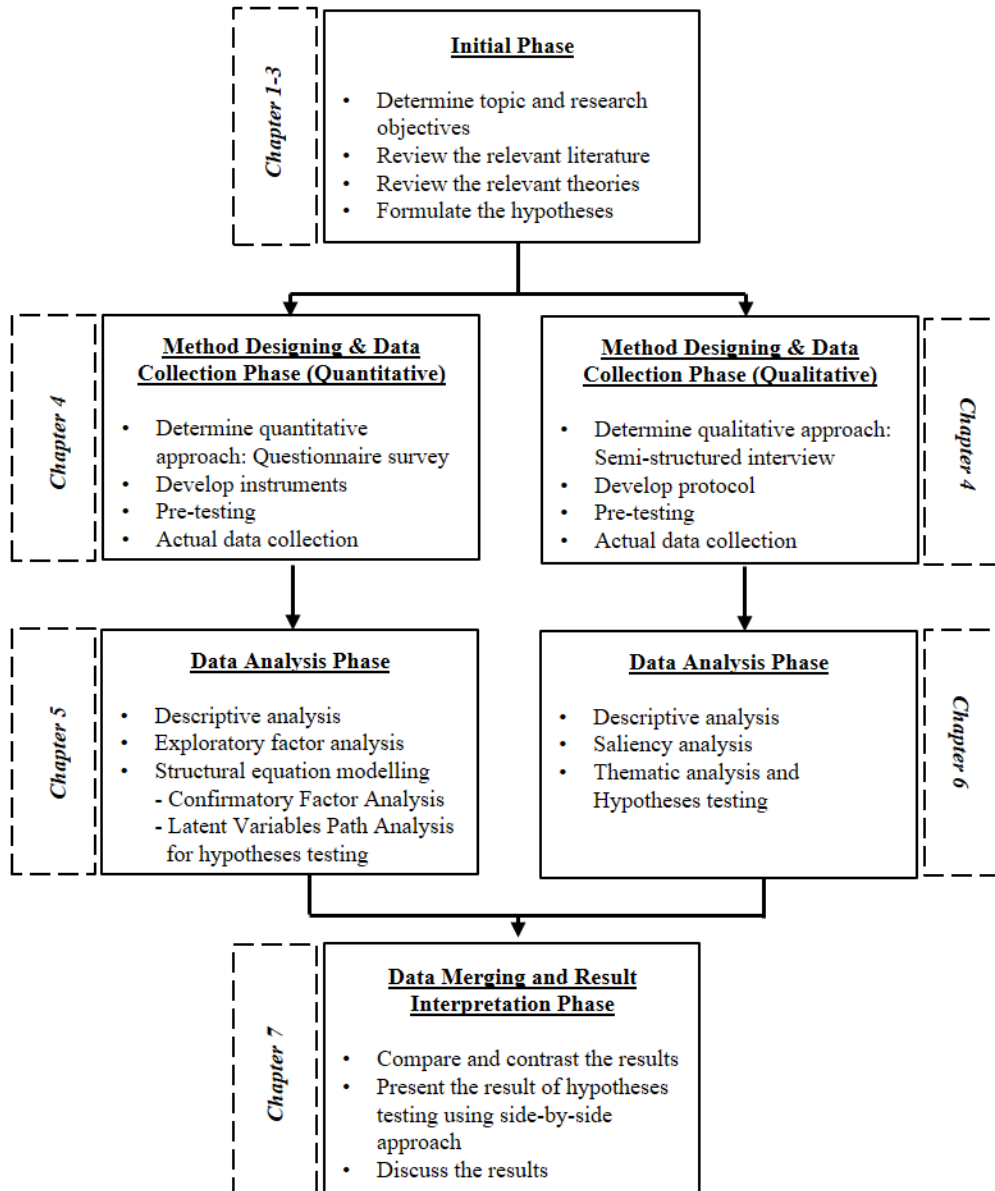 Chapter 1-3
Initial Phase
• Determine topic and research
objectives
• Review the relevant literature
• Review the relevant theories
• Formulate the hypotheses
Chapter 4
Method Designing & Data
Collection Phase (Quantitative)
• Determine quantitative
approach: Questionnaire survey
• Develop instruments
• Pre-testing
• Actual data collection
Method Designing & Data
Collection Phase (Qualitative)
• Determine qualitative approach:
Semi-structured interview
• Develop protocol
• Pre-testing
• Actual data collection
Chapter 4
Chapter 5
Data Analysis Phase
• Descriptive analysis
• Exploratory factor analysis
• Structural equation modelling
- Confirmatory Factor Analysis
- Latent Variables Path Analysis
for hypotheses testing
Data Analysis Phase
• Descriptive analysis
• Saliency analysis
• Thematic analysis and
Hypotheses testing
Chapter 6
Chapter 7
Data Merging and Result
Interpretation Phase
• Compare and contrast the results
• Present the result of hypotheses
testing using side-by-side
approach
• Discuss the results